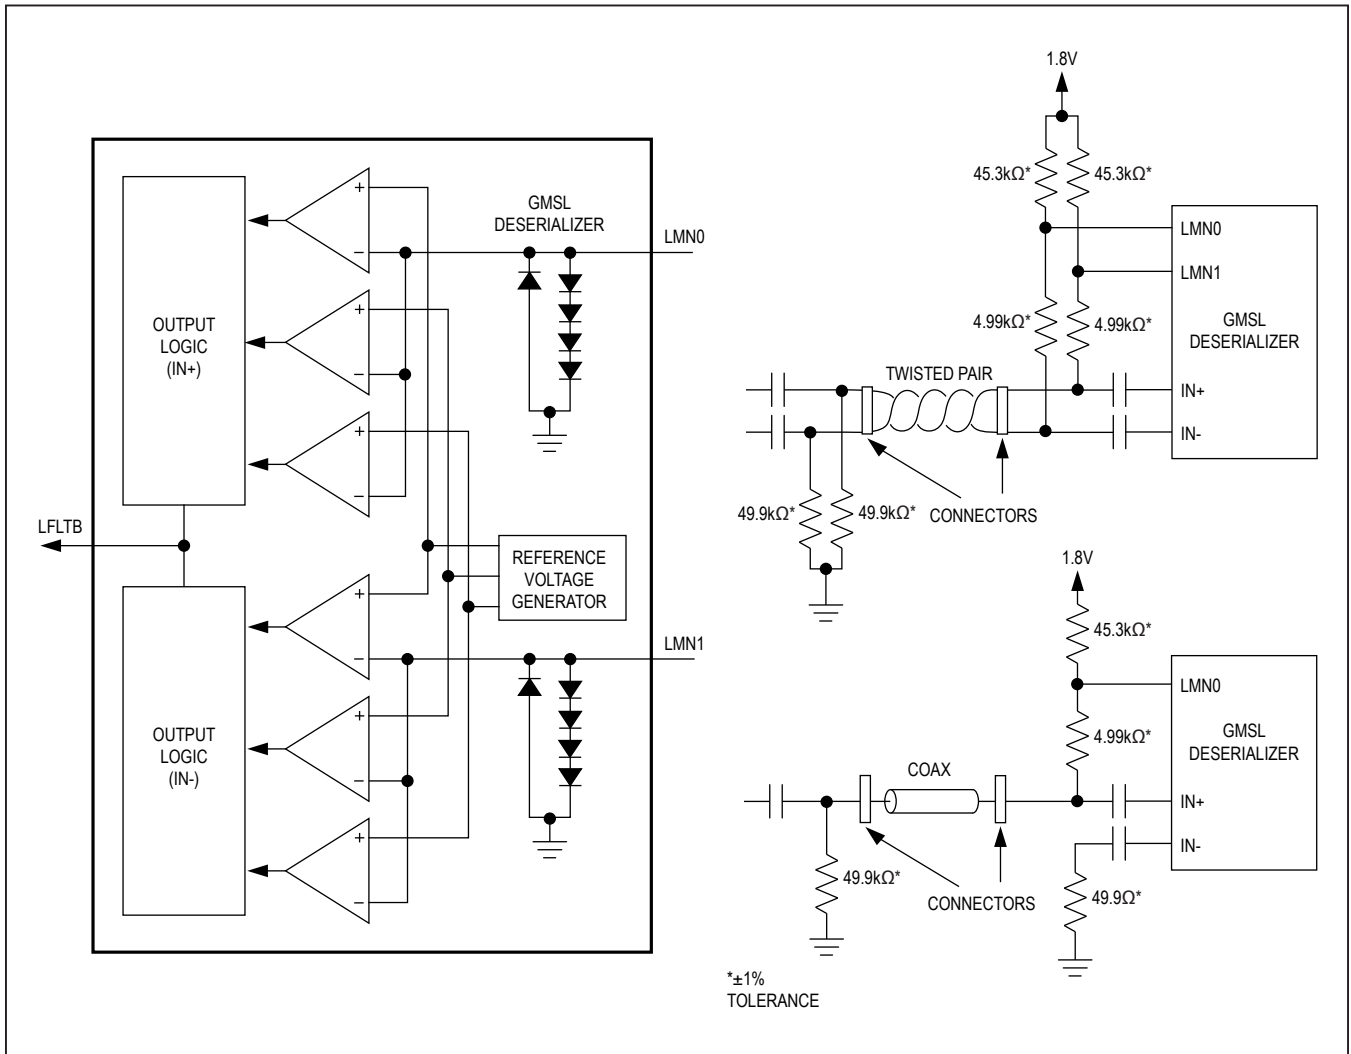 GMSL
DESERIALIZER
LMN0
+
−
+
−
+
−
OUTPUT
LOGIC
(IN+)
LFLTB
REFERENCE
VOLTAGE
GENERATOR
LMN1
+
−
+
−
+
−
OUTPUT
LOGIC
(IN-)
1.8V
45.3kΩ* 45.3kΩ*
LMN0
LMN1
4.99kΩ* 4.99kΩ*
GMSL
DESERIALIZER
TWISTED PAIR
IN+
IN-
49.9kΩ* 49.9kΩ*
CONNECTORS
1.8V
45.3kΩ*
LMN0
4.99kΩ*
GMSL
DESERIALIZER
COAX
IN+
IN-
49.9kΩ*
49.9Ω*
CONNECTORS
*±1%
TOLERANCE